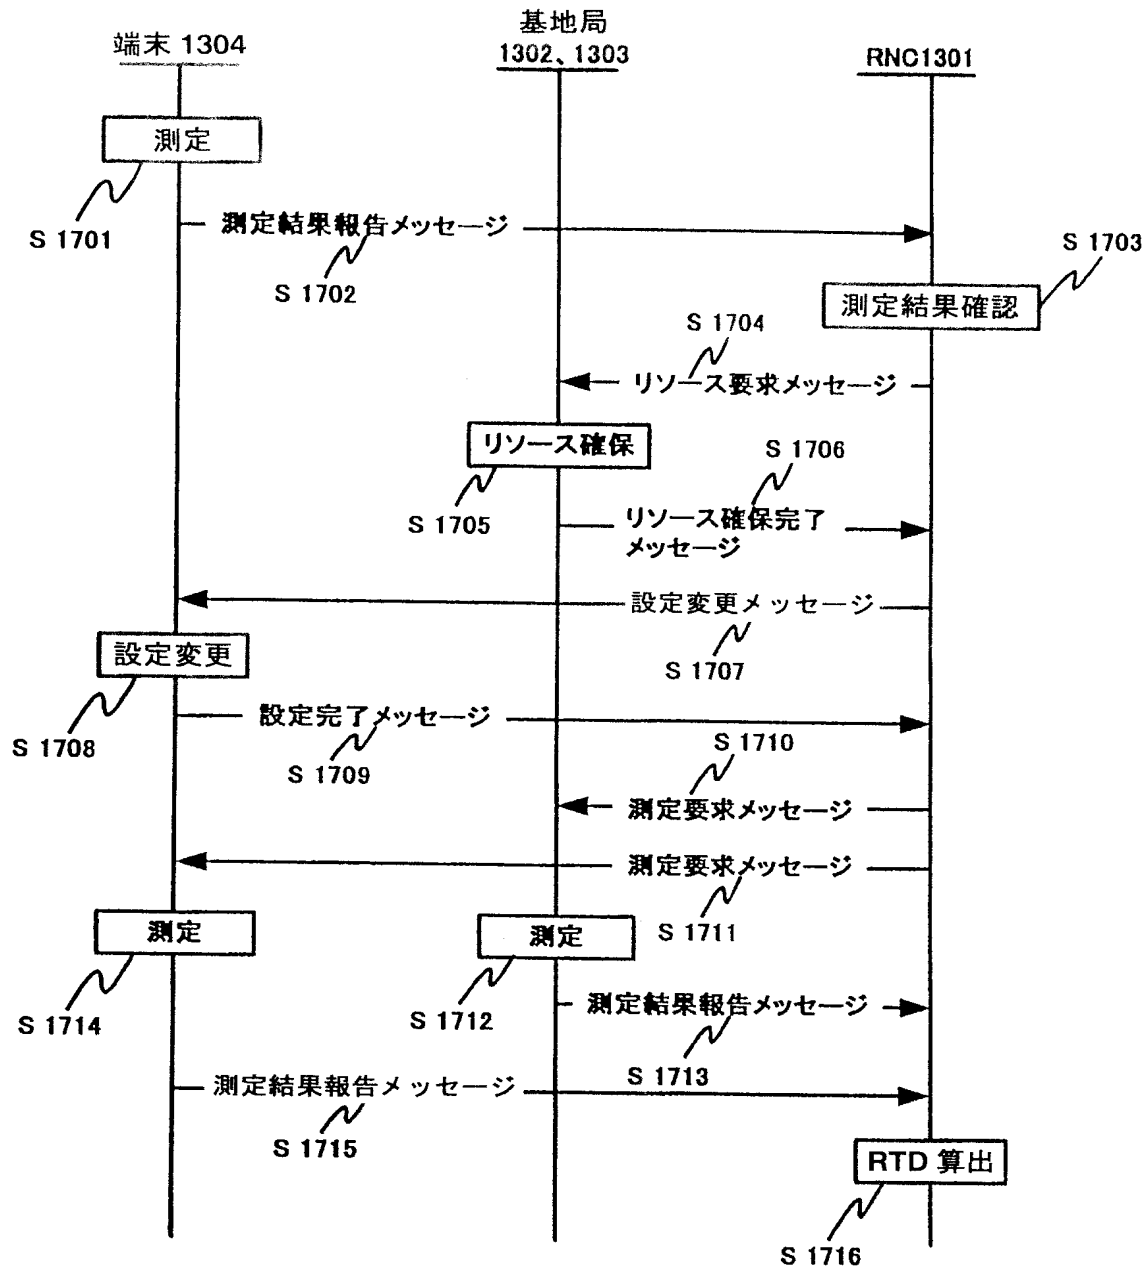 端末 1304
基地局
1302、1303
RNC1301
測定
S 1701
測定結果報告メッセージ
S 1702
S 1703
測定結果確認
S 1704
リソース要求メッセージ
リソース確保
S 1705
S 1706
リソース確保完了
メッセージ
設定変更メッセージ
S 1707
設定変更
S 1708
設定完了メッセージ
S 1709
S 1710
測定要求メッセージ
測定要求メッセージ
S 1711
測定
S 1714
測定
S 1712
測定結果報告メッセージ
S 1713
測定結果報告メッセージ
S 1715
RTD 算出
S 1716